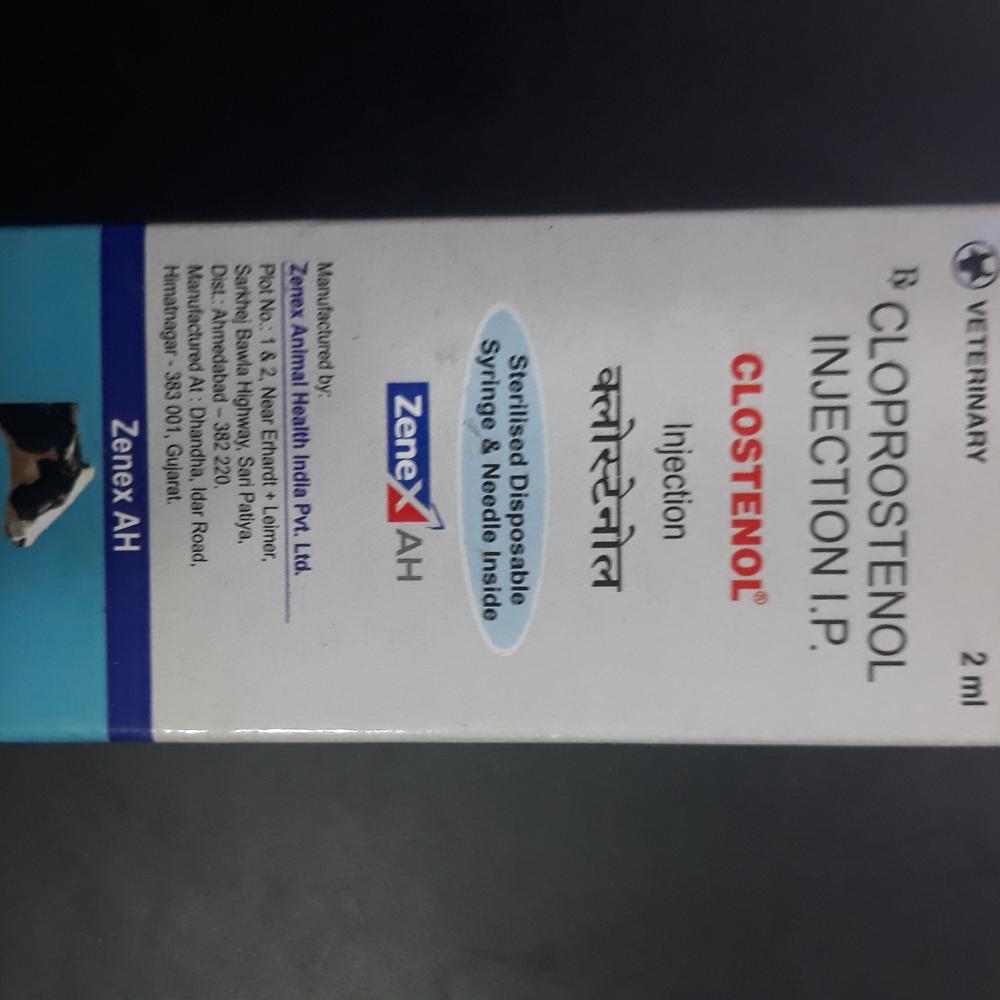 VETERINARY 2 ml
Rx CLOPROSTENOL
INJECTION I.P.
CLOSTENOL®
Injection
क्लोस्टेनोल
Sterilised Disposable
Syringe & Needle Inside
Zenex AH
Manufactured by:
Zenex Animal Health India Pvt. Ltd.
Plot No.: 1 & 2, Near Erhardt + Leimer,
Sarkhej Bawla Highway, Sari Patiya,
Dist.: Ahmedabad – 382 220.
Manufactured At : Dhandha, Idar Road,
Himatnagar - 383 001, Gujarat.
Zenex AH